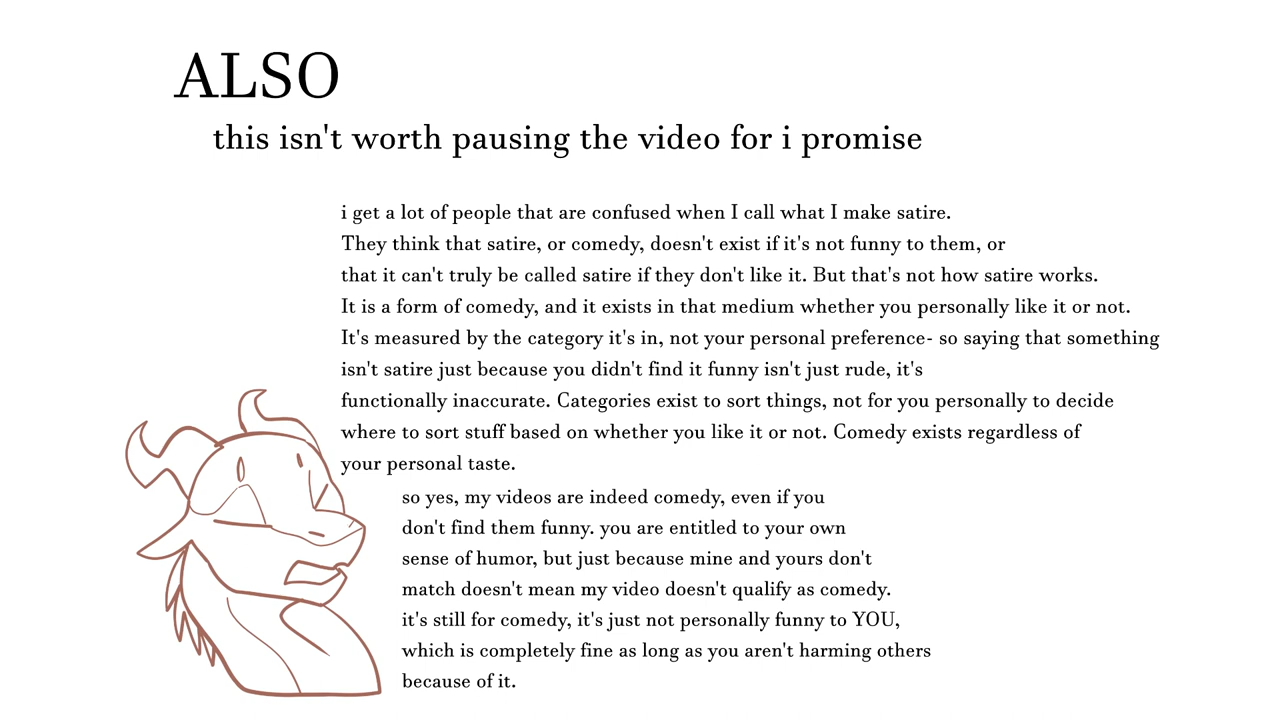 ALSO
this isn't worth pausing the video for i promise
i get a lot of people that are confused when I call what I make satire.
They think that satire, or comedy, doesn't exist if it's not funny to them, or
that it can't truly be called satire if they don't like it. But that's not how satire works.
It is a form of comedy, and it exists in that medium whether you personally like it or not.
It's measured by the category it's in, not your personal preference- so saying that something
isn't satire just because you didn't find it funny isn't just rude, it's
functionally inaccurate. Categories exist to sort things, not for you personally to decide
where to sort stuff based on whether you like it or not. Comedy exists regardless of
your personal taste.
so yes, my videos are indeed comedy, even if you
don't find them funny. you are entitled to your own
sense of humor, but just because mine and yours don't
match doesn't mean my video doesn't qualify as comedy.
it's still for comedy, it's just not personally funny to YOU,
which is completely fine as long as you aren't harming others
because of it.